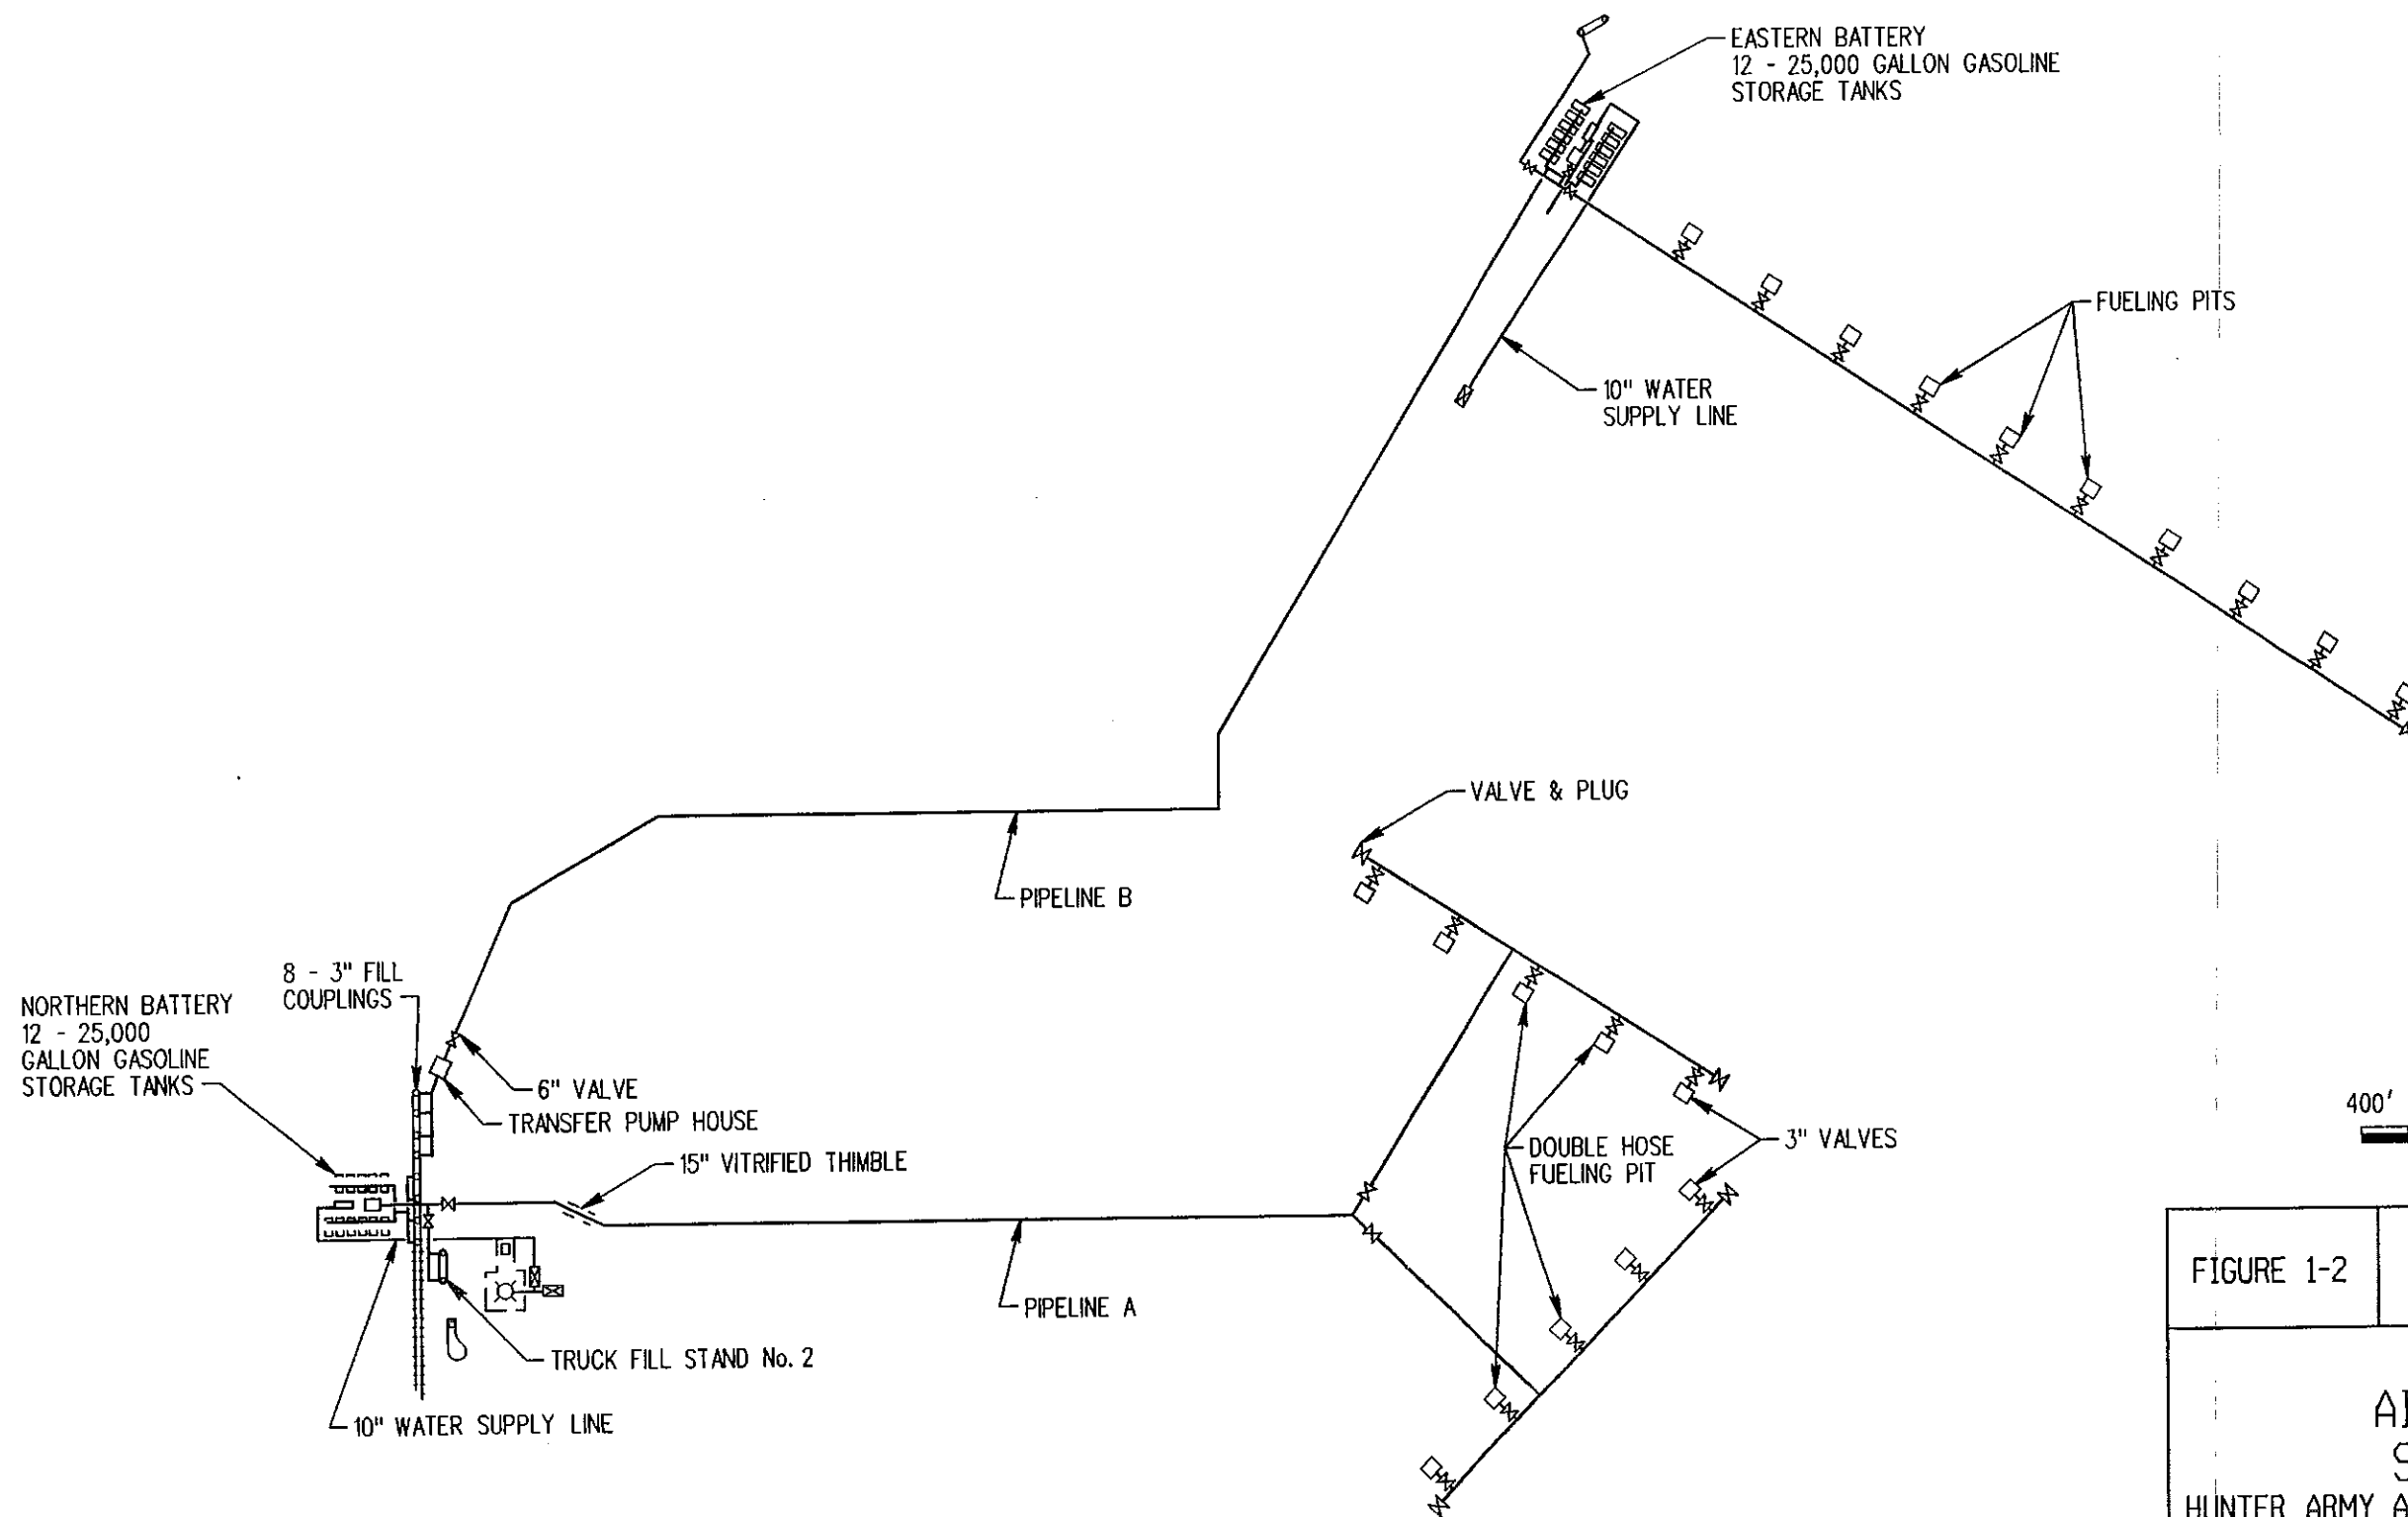 EASTERN BATTERY
12 - 25,000 GALLON GASOLINE
STORAGE TANKS
FUELING PITS
10" WATER
SUPPLY LINE
VALVE & PLUG
PIPELINE B
8 - 3" FILL
COUPLINGS
NORTHERN BATTERY
12 - 25,000
GALLON GASOLINE
STORAGE TANKS
6" VALVE
TRANSFER PUMP HOUSE
15" VITRIFIED THIMBLE
DOUBLE HOSE
FUELING PIT
3" VALVES
400'
PIPELINE A
TRUCK FILL STAND No. 2
10" WATER SUPPLY LINE
FIGURE 1-2
HUNTER ARMY A